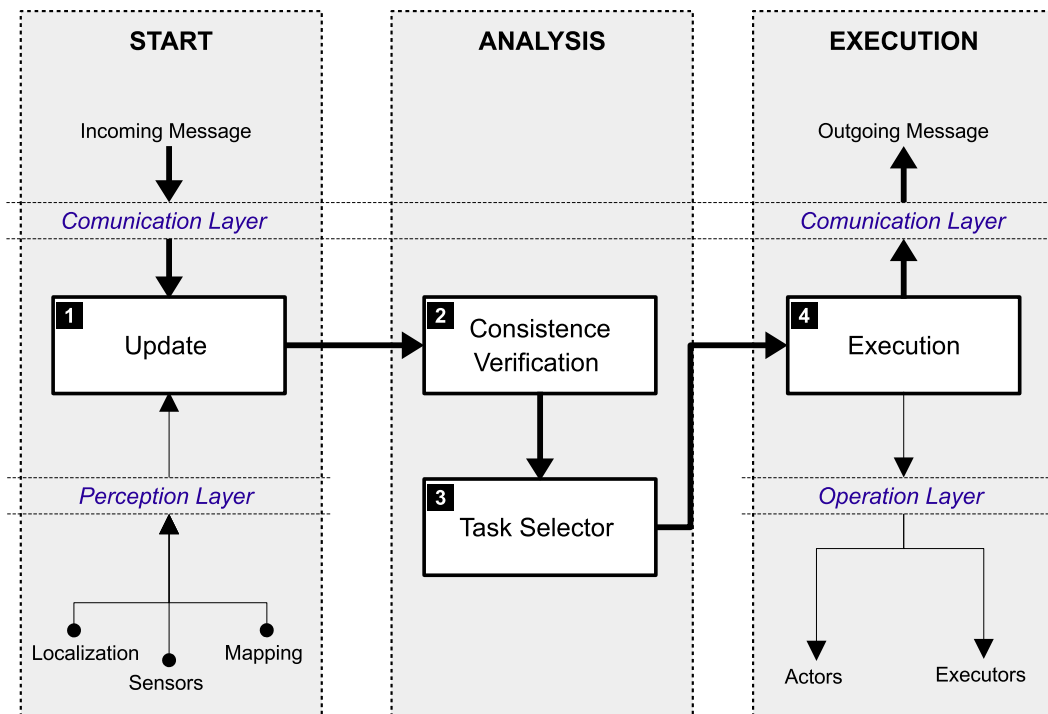 START
ANALYSIS
EXECUTION
Incoming Message
Outgoing Message
Comunication Layer
Comunication Layer
1
Update
2
Consistence
Verification
4
Execution
Perception Layer
3
Task Selector
Operation Layer
Localization
Sensors
Mapping
Actors
Executors